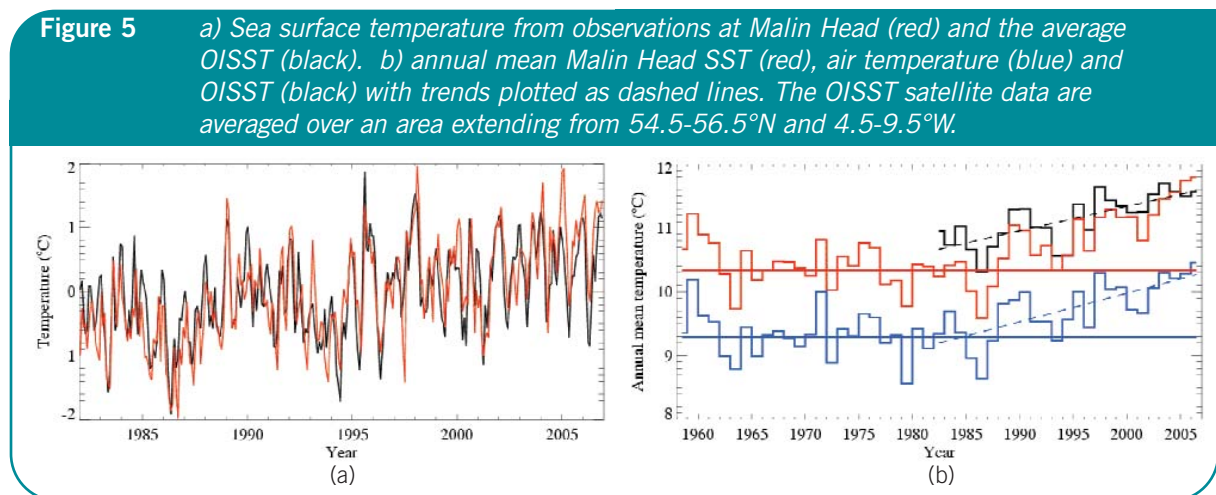 Figure 5
a) Sea surface temperature from observations at Malin Head (red) and the average
OISST (black). b) annual mean Malin Head SST (red), air temperature (blue) and
OISST (black) with trends plotted as dashed lines. The OISST satellite data are
averaged over an area extending from 54.5-56.5°N and 4.5-9.5°W.
2
1
0
1
-2
Temperature (°C)
1985 1990 1995 2000 2005
Year
(a)
12
11
10
9
8
Annual mean temperature (°C)
1960 1965 1970 1975 1980 1985 1990 1995 2000 2005
Year
(b)